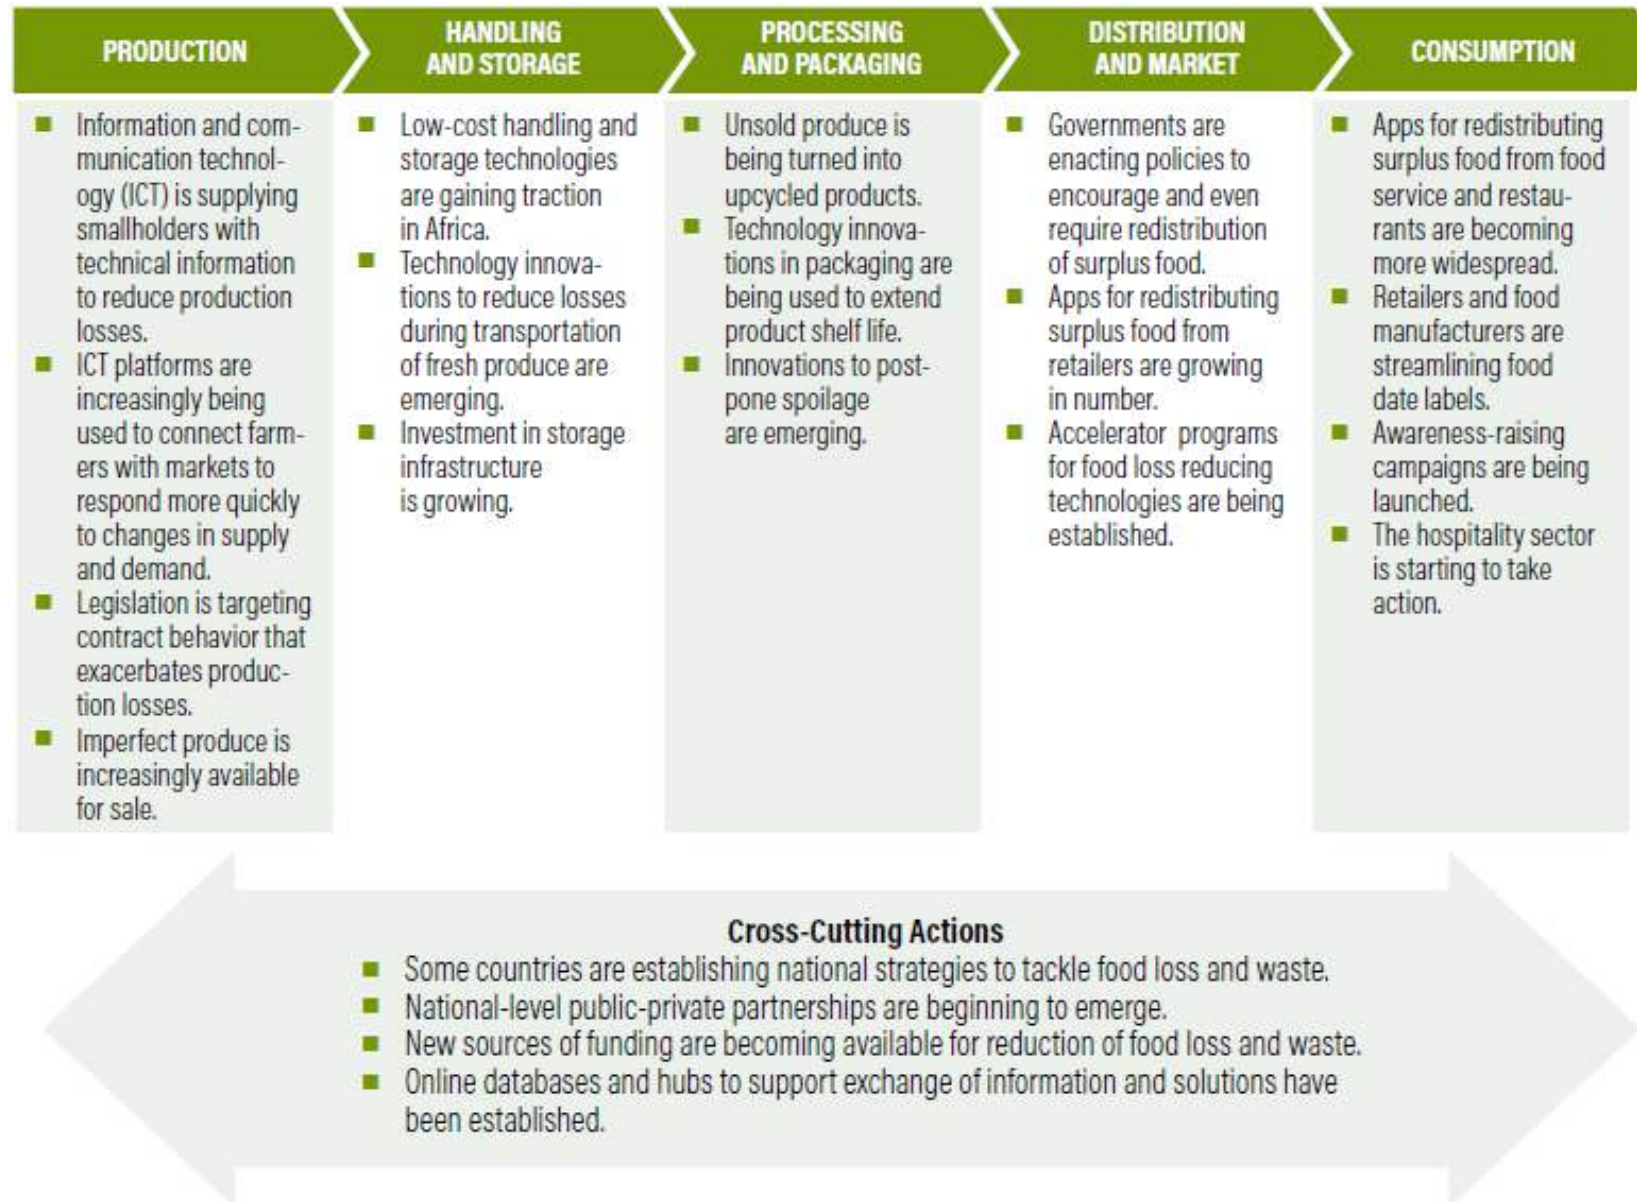 PRODUCTION
Information and com-
munication technol-
ogy (ICT) is supplying
smallholders with
technical information
to reduce production
losses.
ICT platforms are
increasingly being
used to connect farm-
ers with markets to
respond more quickly
to changes in supply
and demand.
Legislation is targeting
contract behavior that
exacerbates produc-
tion losses.
Imperfect produce is
increasingly available
for sale.
HANDLING
AND STORAGE
Low-cost handling and
storage technologies
are gaining traction
in Africa.
Technology innova-
tions to reduce losses
during transportation
of fresh produce are
emerging.
Investment in storage
infrastructure
is growing.
PROCESSING
AND PACKAGING
Unsold produce is
being turned into
upcycled products.
Technology innova-
tions in packaging are
being used to extend
product shelf life.
Innovations to post-
pone spoilage
are emerging.
DISTRIBUTION
AND MARKET
Governments are
enacting policies to
encourage and even
require redistribution
of surplus food.
Apps for redistributing
surplus food from
retailers are growing
in number.
Accelerator programs
for food loss reducing
technologies are being
established.
CONSUMPTION
Apps for redistributing
surplus food from food
service and restau-
rants are becoming
more widespread.
Retailers and food
manufacturers are
streamlining food
date labels.
Awareness-raising
campaigns are being
launched.
The hospitality sector
is starting to take
action.
Cross-Cutting Actions
Some countries are establishing national strategies to tackle food loss and waste.
National-level public-private partnerships are beginning to emerge.
New sources of funding are becoming available for reduction of food loss and waste.
Online databases and hubs to support exchange of information and solutions have
been established.